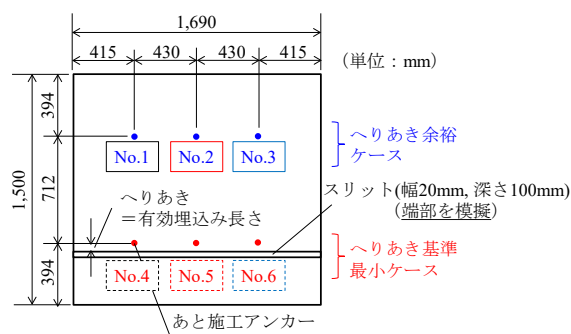 1,690
415 430 430 415
(単位：mm)
394
712
394
1,500
No.1 No.2 No.3
へりあき余裕
ケース
スリット(幅20mm, 深さ100mm)
（端部を模擬）
へりあき
＝有効埋込み長さ
No.4 No.5 No.6
へりあき基準
最小ケース
あと施工アンカー